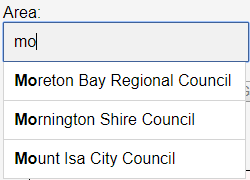 Area:
mo
Moreton Bay Regional Council
Mornington Shire Council
Mount Isa City Council